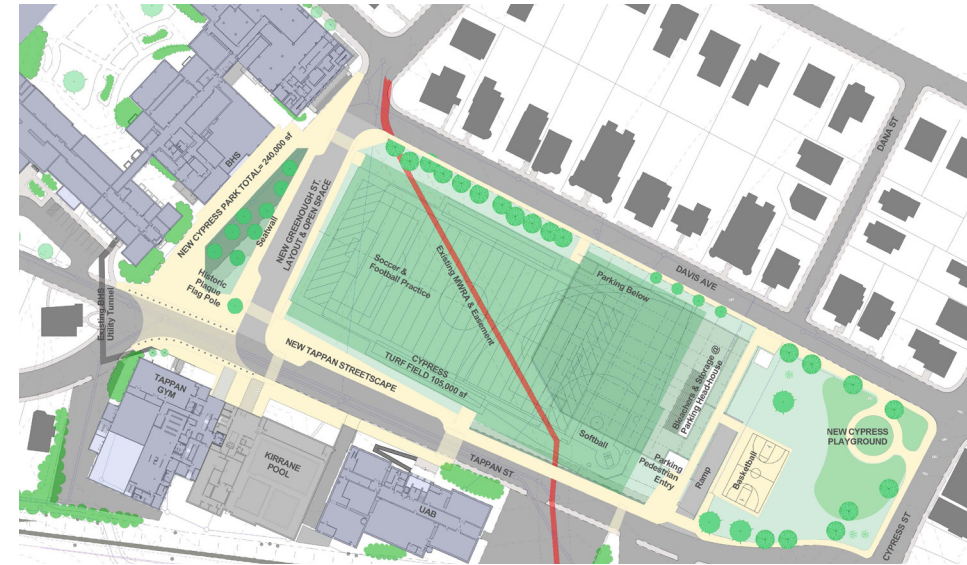 BHS
NEW CYPRESS PARK TOTAL= 240,000 sf
Seatwall
NEW GREENOUGH ST.
LAYOUT & OPEN SPACE
Historic
Plaque
Flag Pole
Existing BHS
Utility Tunnel
Soccer &
Football Practice
Existing MWRA & Easement
Parking Below
DAVIS AVE
DANA ST
NEW TAPPAN STREETSCAPE
CYPRESS
TURF FIELD 105,000 sf
Bleachers & Storage @
Parking Head-house
Softball
Parking
Pedestrian
Entry
Ramp
Basketball
NEW CYPRESS
PLAYGROUND
TAPPAN
GYM
KIRRANE
POOL
UAB
TAPPAN ST
CYPRESS ST